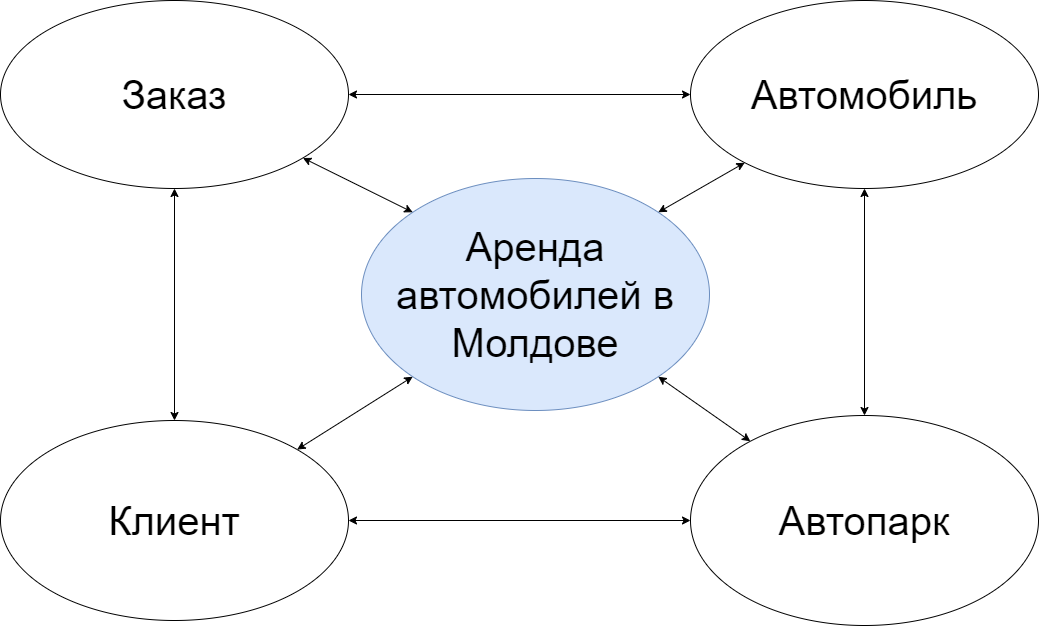 Заказ
Автомобиль
Аренда
автомобилей в
Молдове
Клиент
Автопарк